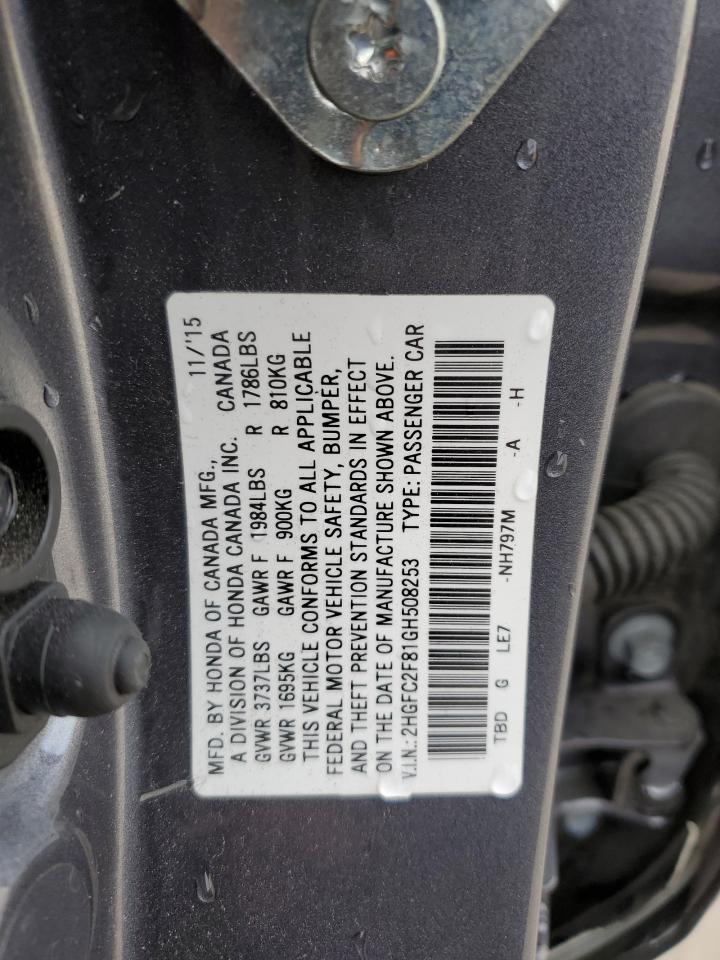 MFD. BY HONDA OF CANADA MFG., 11/'15
A DIVISION OF HONDA CANADA INC. CANADA
GVWR 3737LBS GAWR F 1984LBS R 1786LBS
GVWR 1695KG GAWR F 900KG R 810KG
THIS VEHICLE CONFORMS TO ALL APPLICABLE
FEDERAL MOTOR VEHICLE SAFETY, BUMPER,
AND THEFT PREVENTION STANDARDS IN EFFECT
ON THE DATE OF MANUFACTURE SHOWN ABOVE.
V.I.N.: 2HGFC2F81GH508253 TYPE: PASSENGER CAR
TBD G LE7 -NH797M -A -H